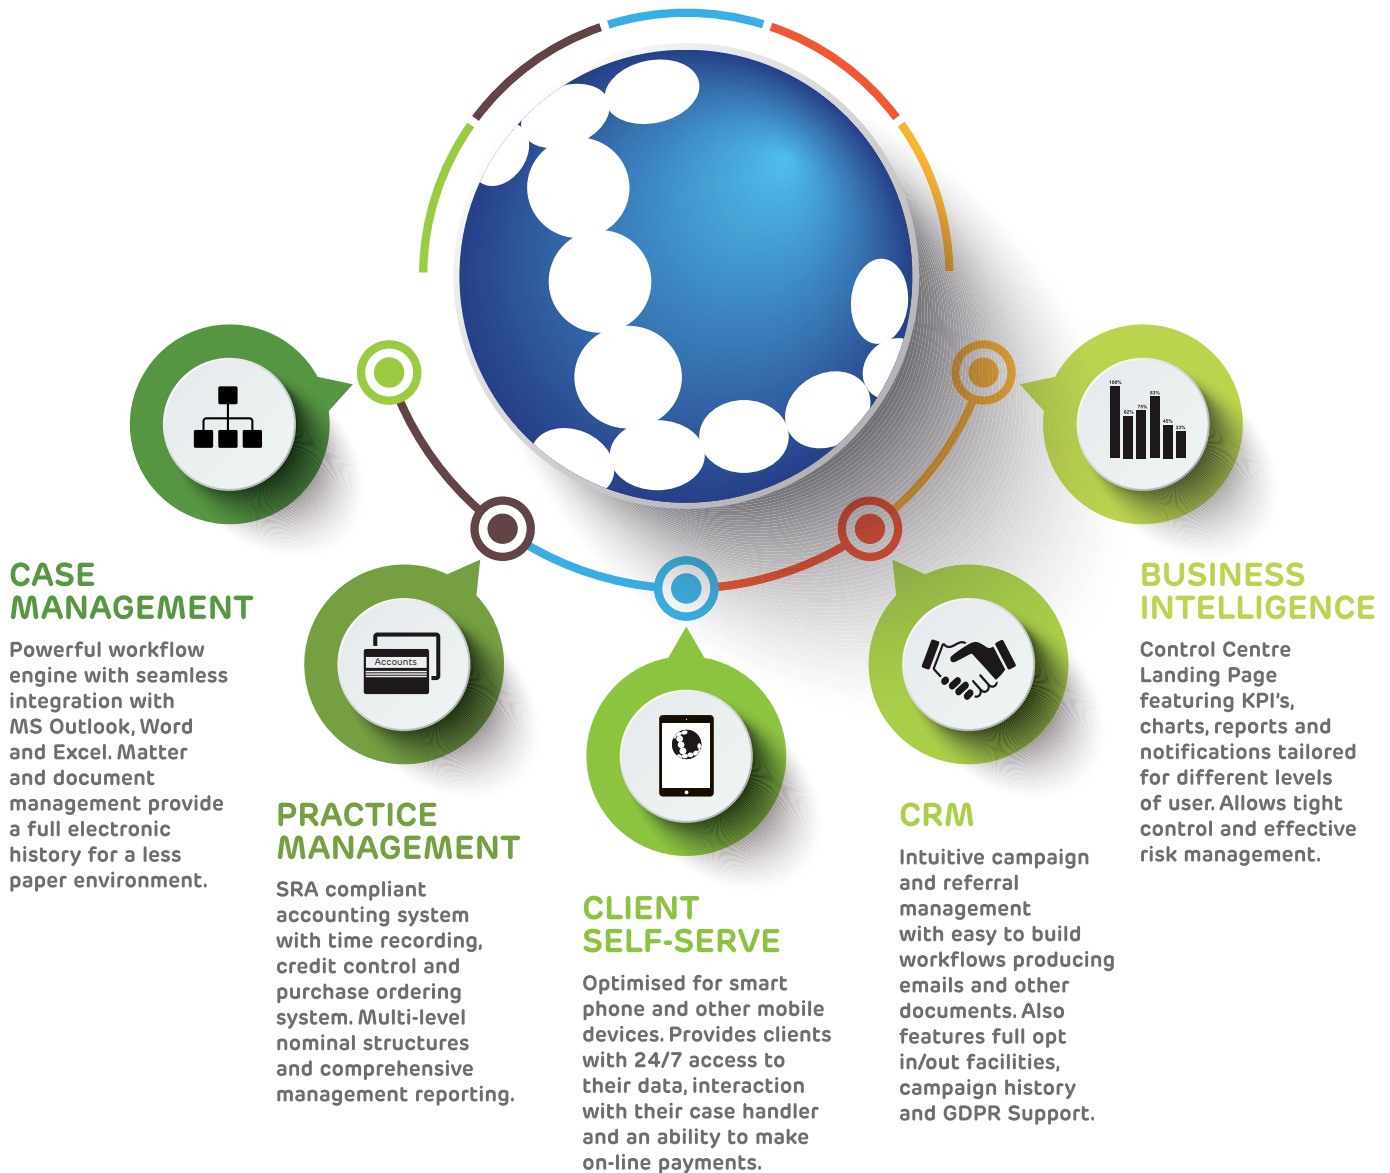 CASE
MANAGEMENT
Powerful workflow
engine with seamless
integration with
MS Outlook, Word
and Excel. Matter
and document
management provide
a full electronic
history for a less
paper environment.
Accounts
PRACTICE
MANAGEMENT
SRA compliant
accounting system
with time recording,
credit control and
purchase ordering
system. Multi-level
nominal structures
and comprehensive
management reporting.
CLIENT
SELF-SERVE
Optimised for smart
phone and other mobile
devices. Provides clients
with 24/7 access to
their data, interaction
with their case handler
and an ability to make
on-line payments.
CRM
Intuitive campaign
and referral
management
with easy to build
workflows producing
emails and other
documents. Also
features full opt
in/out facilities,
campaign history
and GDPR Support.
100%
62%
75%
83%
45%
33%
BUSINESS
INTELLIGENCE
Control Centre
Landing Page
featuring KPI's,
charts, reports and
notifications tailored
for different levels
of user. Allows tight
control and effective
risk management.